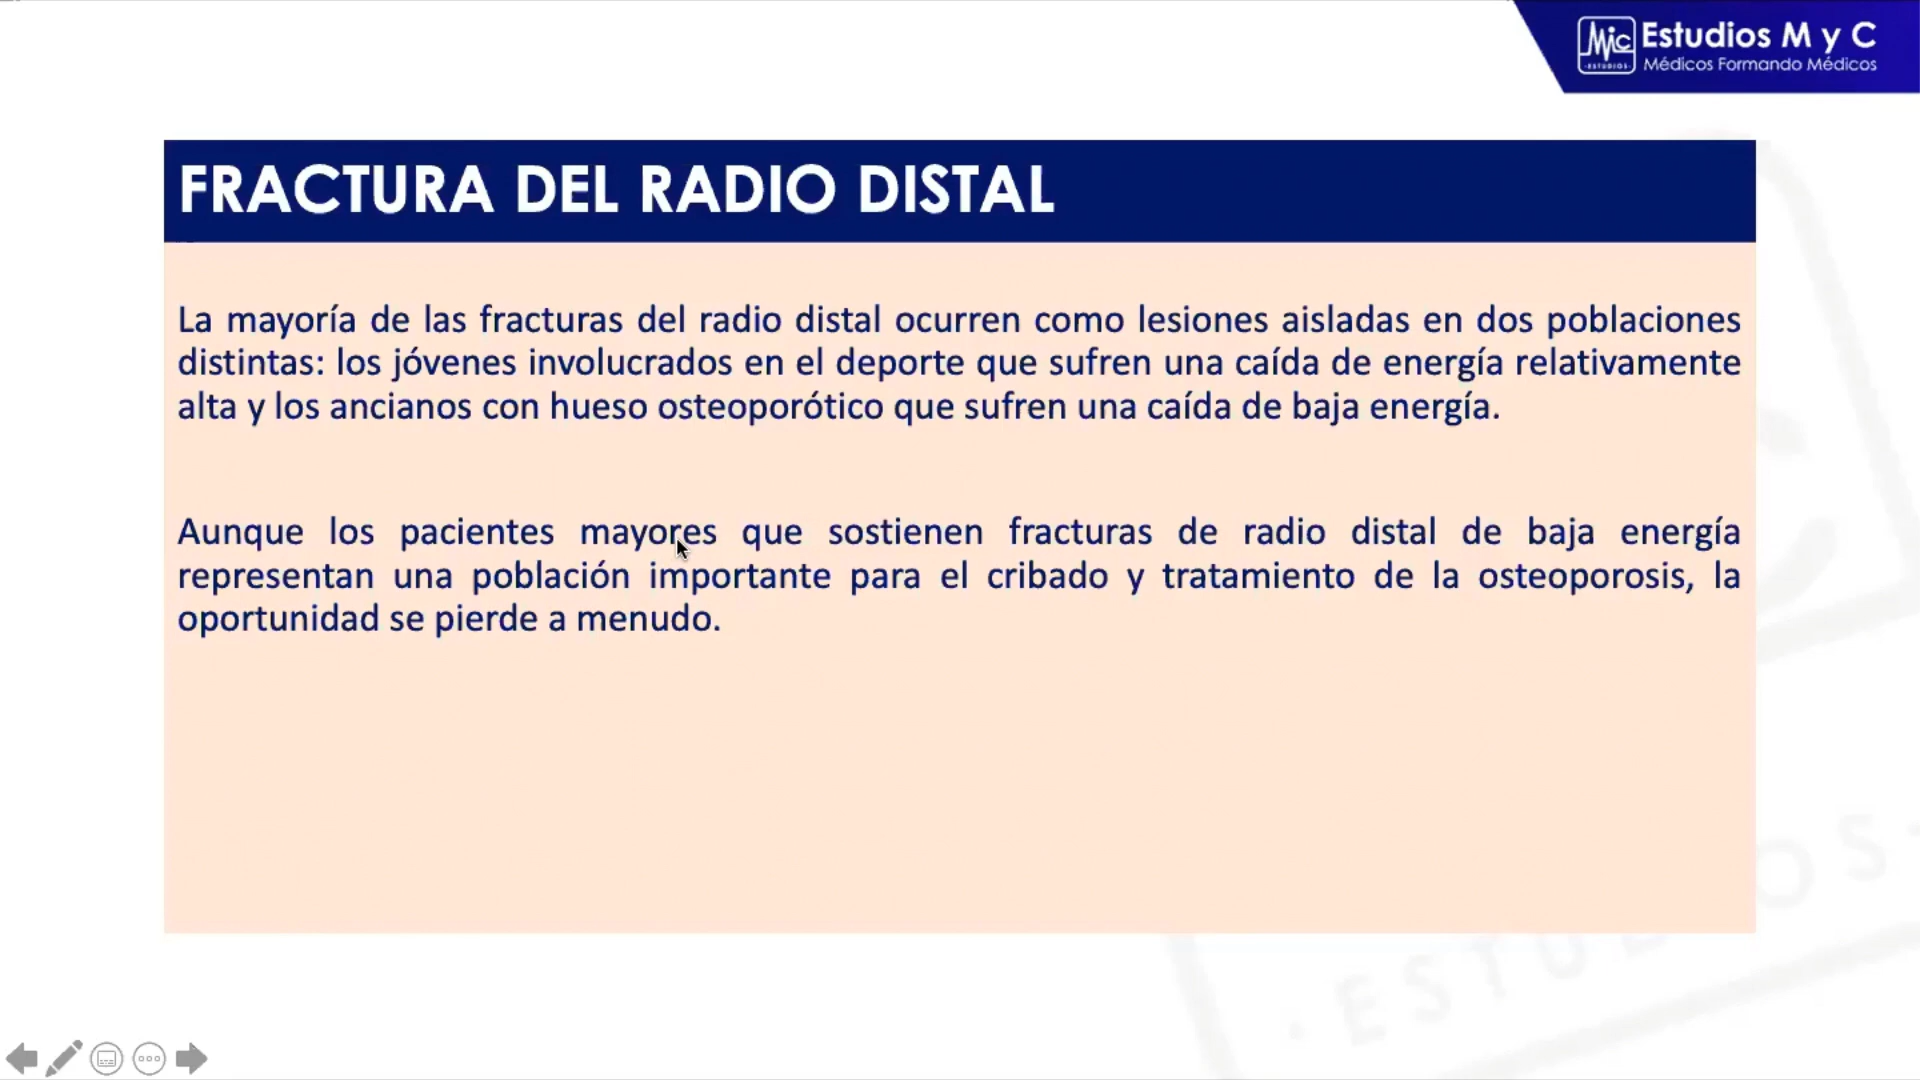 Mic
·ESTUDIOS·
Estudios M y C
Médicos Formando Médicos
FRACTURA DEL RADIO DISTAL
La mayoría de las fracturas del radio distal ocurren como lesiones aisladas en dos poblaciones
distintas: los jóvenes involucrados en el deporte que sufren una caída de energía relativamente
alta y los ancianos con hueso osteoporótico que sufren una caída de baja energía.
Aunque los pacientes mayores que sostienen fracturas de radio distal de baja energía
representan una población importante para el cribado y tratamiento de la osteoporosis, la
oportunidad se pierde a menudo.